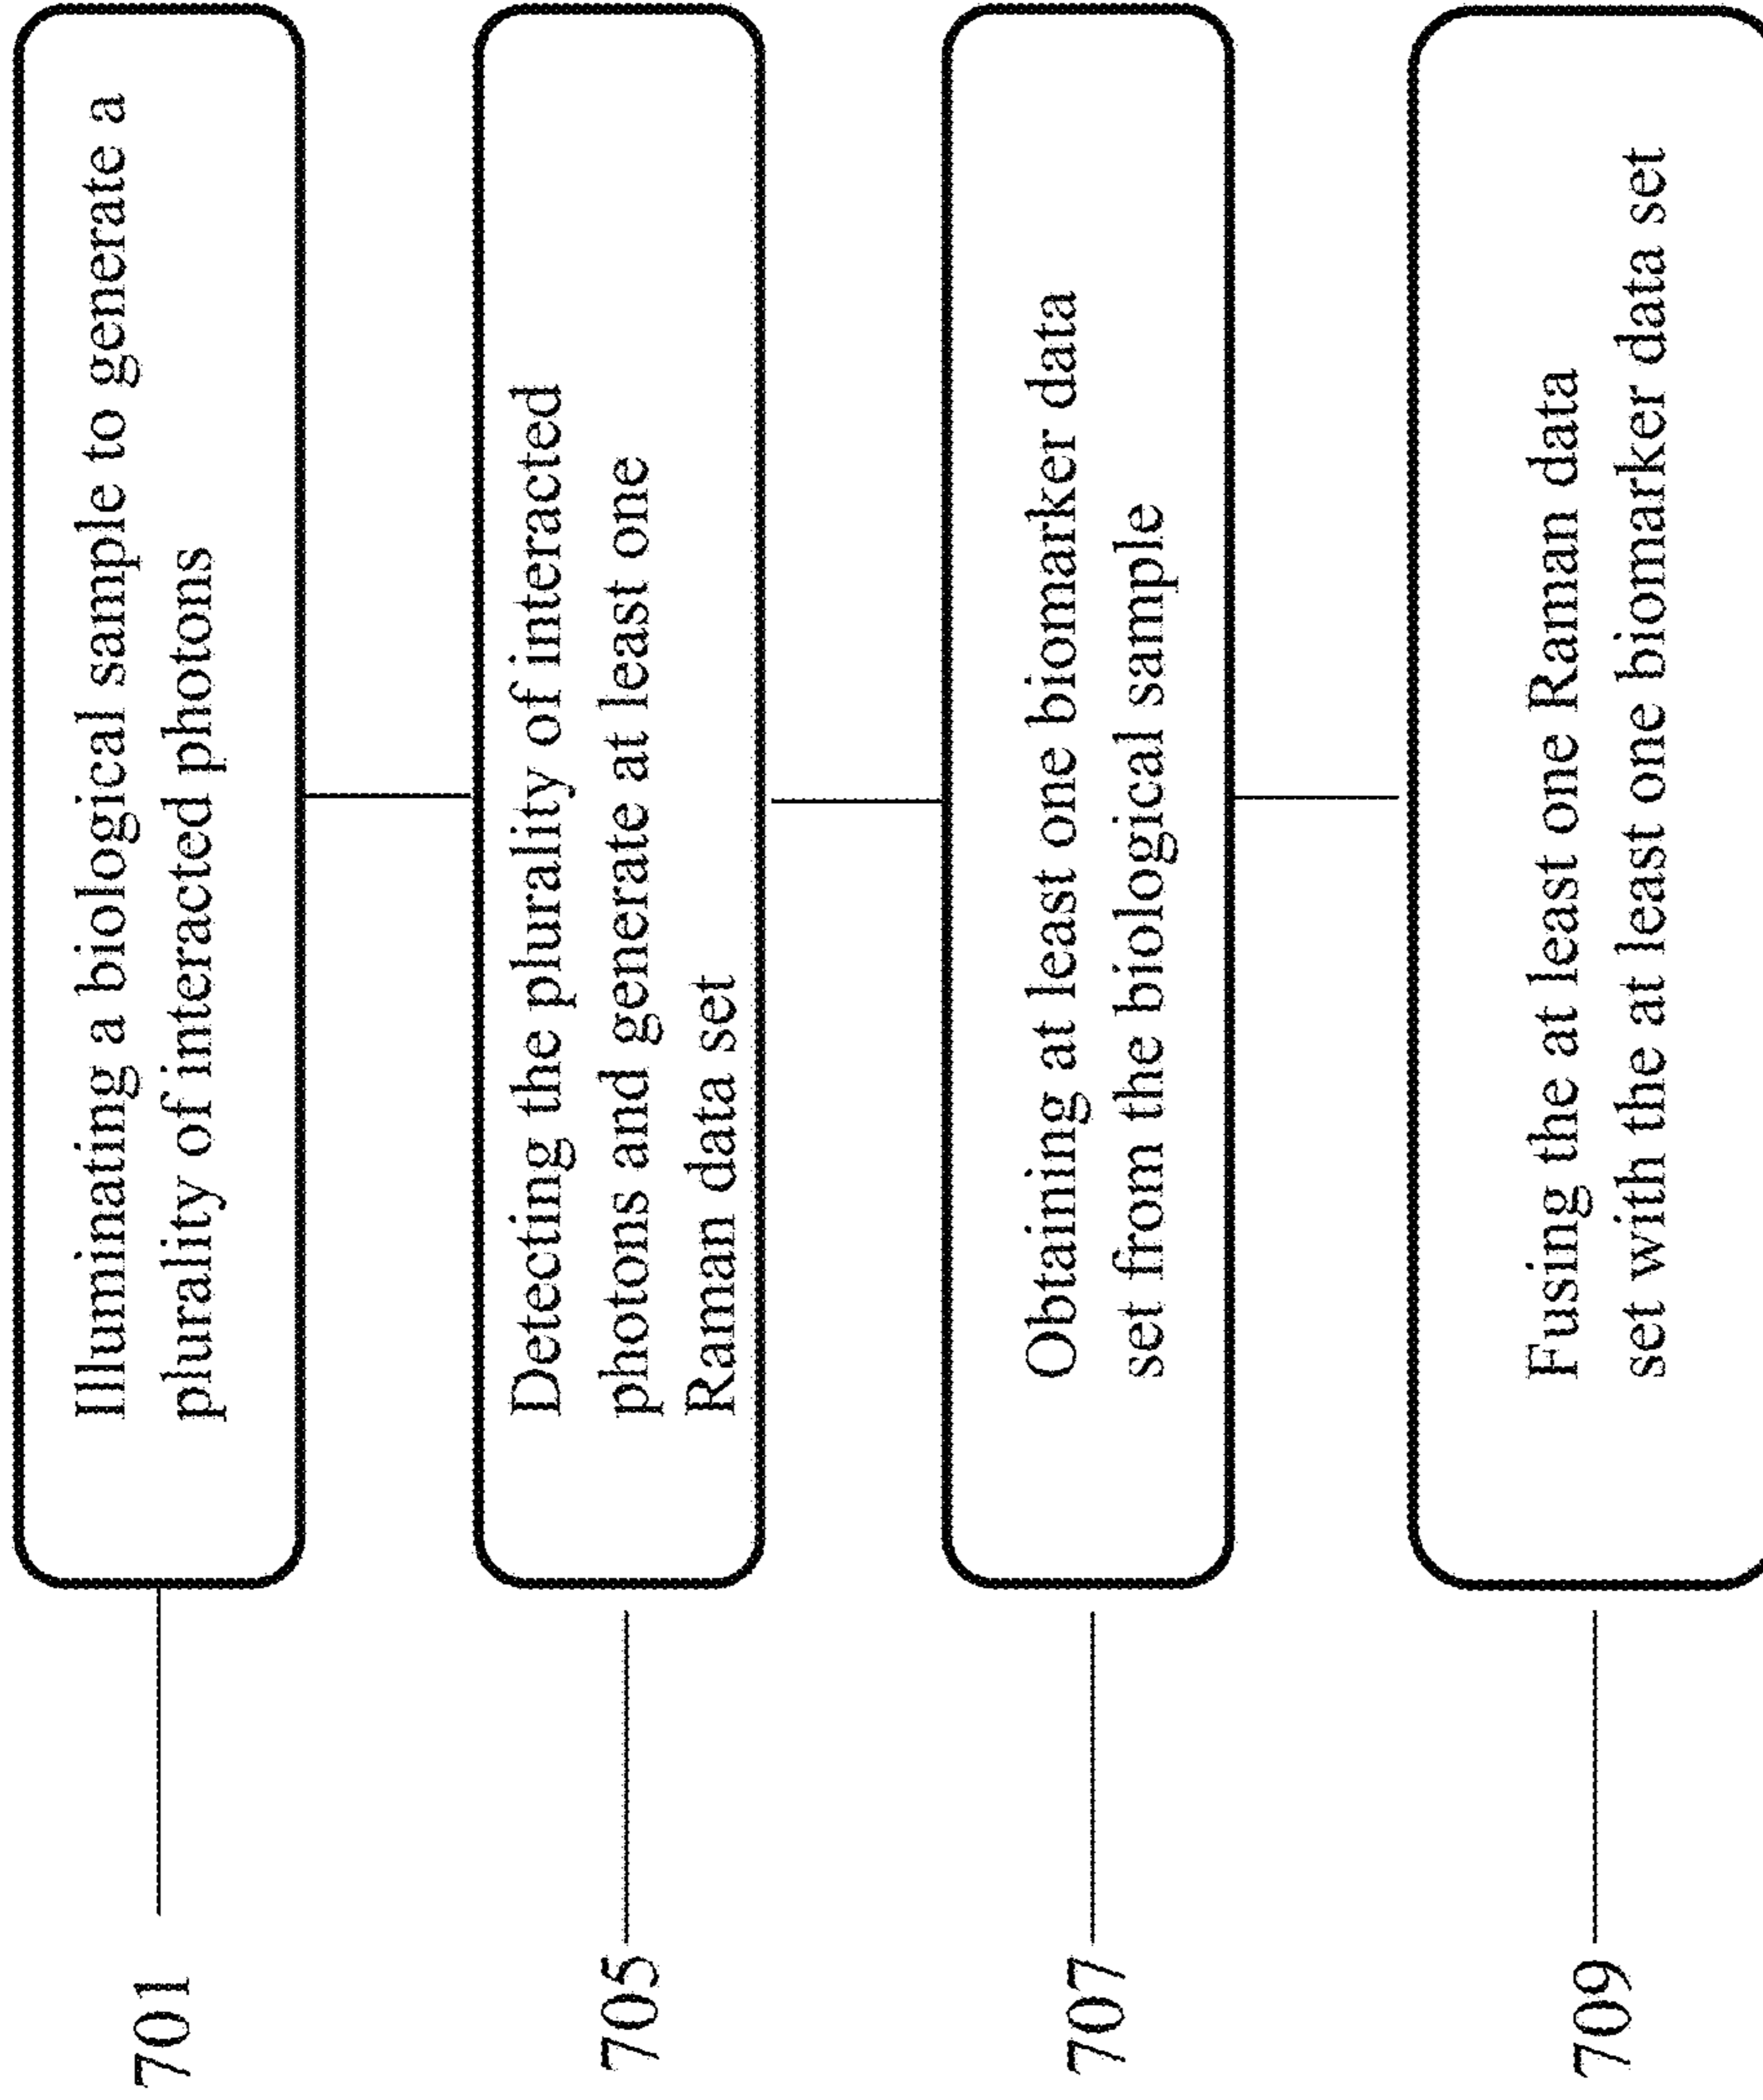 701
Illuminating a biological sample to generate a
plurality of interacted photons
705
Detecting the plurality of interacted
photons and generate at least one
Raman data set
707
Obtaining at least one biomarker data
set from the biological sample
709
Fusing the at least one Raman data
set with the at least one biomarker data set